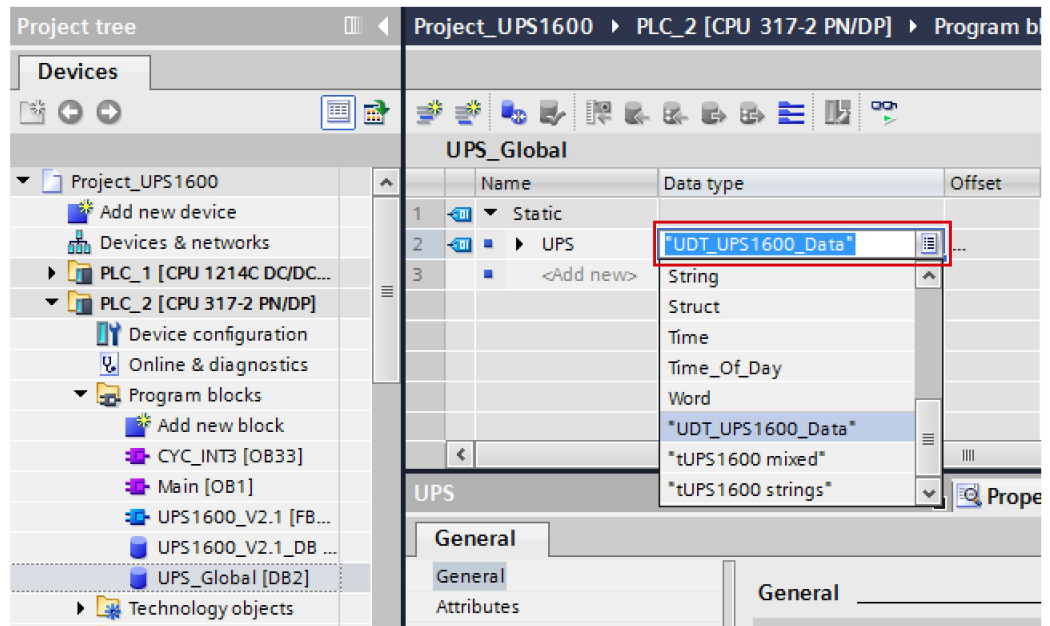 Project tree
Devices
Project_UPS1600
Add new device
Devices & networks
PLC_1 [CPU 1214C DC/DC...
PLC_2 [CPU 317-2 PN/DP]
Device configuration
Online & diagnostics
Program blocks
Add new block
CYC_INT3 [OB33]
Main [OB1]
UPS1600_V2.1 [FB...
UPS1600_V2.1_DB ...
UPS_Global [DB2]
Technology objects
Project_UPS1600 PLC_2 [CPU 317-2 PN/DP] Program bl
UPS_Global
Name Data type Offset
1 Static
2 UPS "UDT_UPS1600_Data" ...
3 <Add new>
String
Struct
Time
Time_Of_Day
Word
"UDT_UPS1600_Data"
"tUPS1600 mixed"
"tUPS1600 strings"
UPS Prope
General
General
Attributes
General